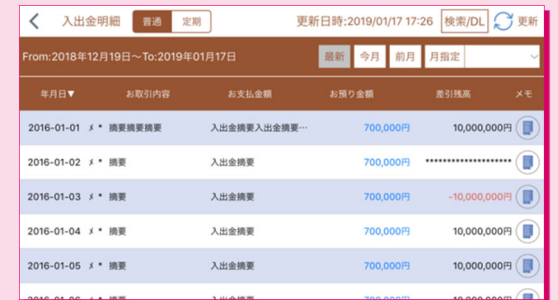 入出金明細 普通 定期 更新日時:2019/01/17 17:26 検索/DL 更新
From:2018年12月19日～To:2019年01月17日 最新 今月 前月 月指定
年月日▼ お取引内容 お支払金額 お預り金額 差引残高 メモ
2016-01-01 〆 * 摘要摘要摘要 入出金摘要入出金摘要… 700,000円 10,000,000円
2016-01-02 〆 * 摘要 入出金摘要 700,000円 ********************
2016-01-03 〆 * 摘要 入出金摘要 700,000円 -10,000,000円
2016-01-04 〆 * 摘要 入出金摘要 700,000円 10,000,000円
2016-01-05 〆 * 摘要 入出金摘要 700,000円 10,000,000円